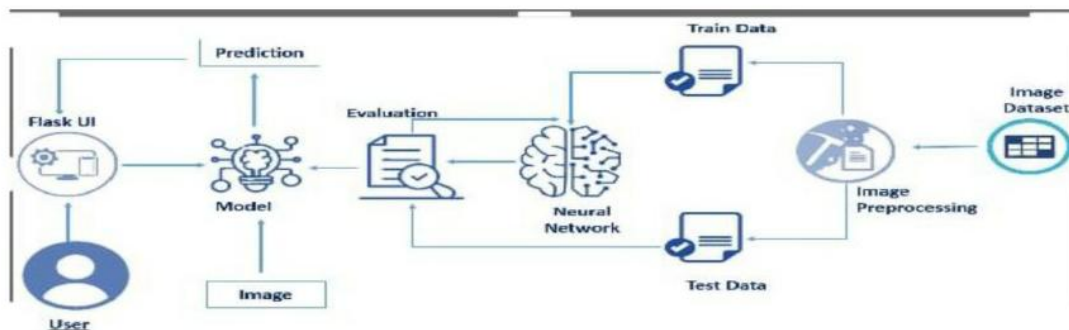 Train Data
Prediction
Image
Dataset
Evaluation
Flask UI
Model
Neural
Network
Image
Preprocessing
Image
Test Data
User